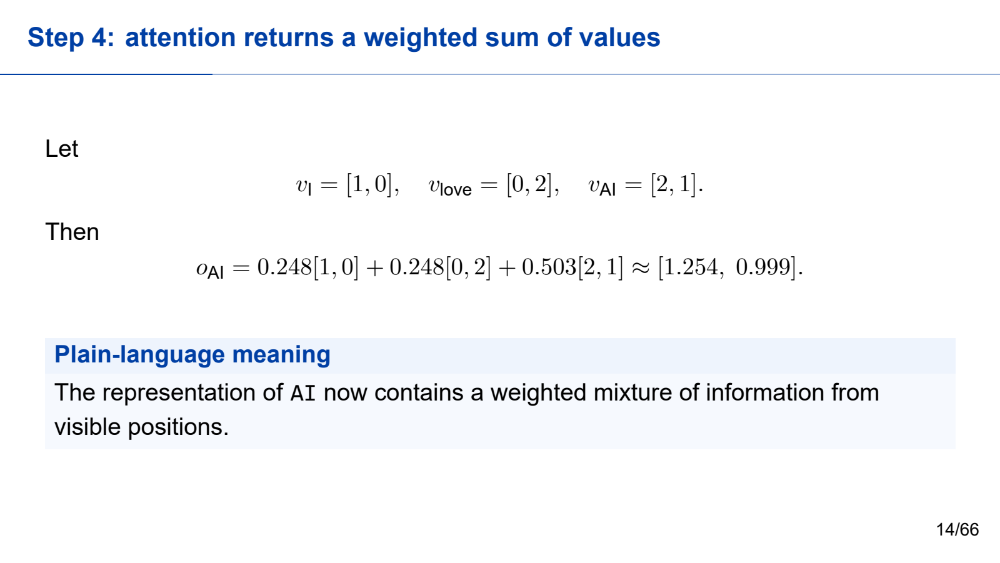 Step 4: attention returns a weighted sum of values
Let
v_I = [1, 0], v_love = [0, 2], v_AI = [2, 1].
Then
o_AI = 0.248[1, 0] + 0.248[0, 2] + 0.503[2, 1] ≈ [1.254, 0.999].
Plain-language meaning
The representation of AI now contains a weighted mixture of information from
visible positions.
14/66